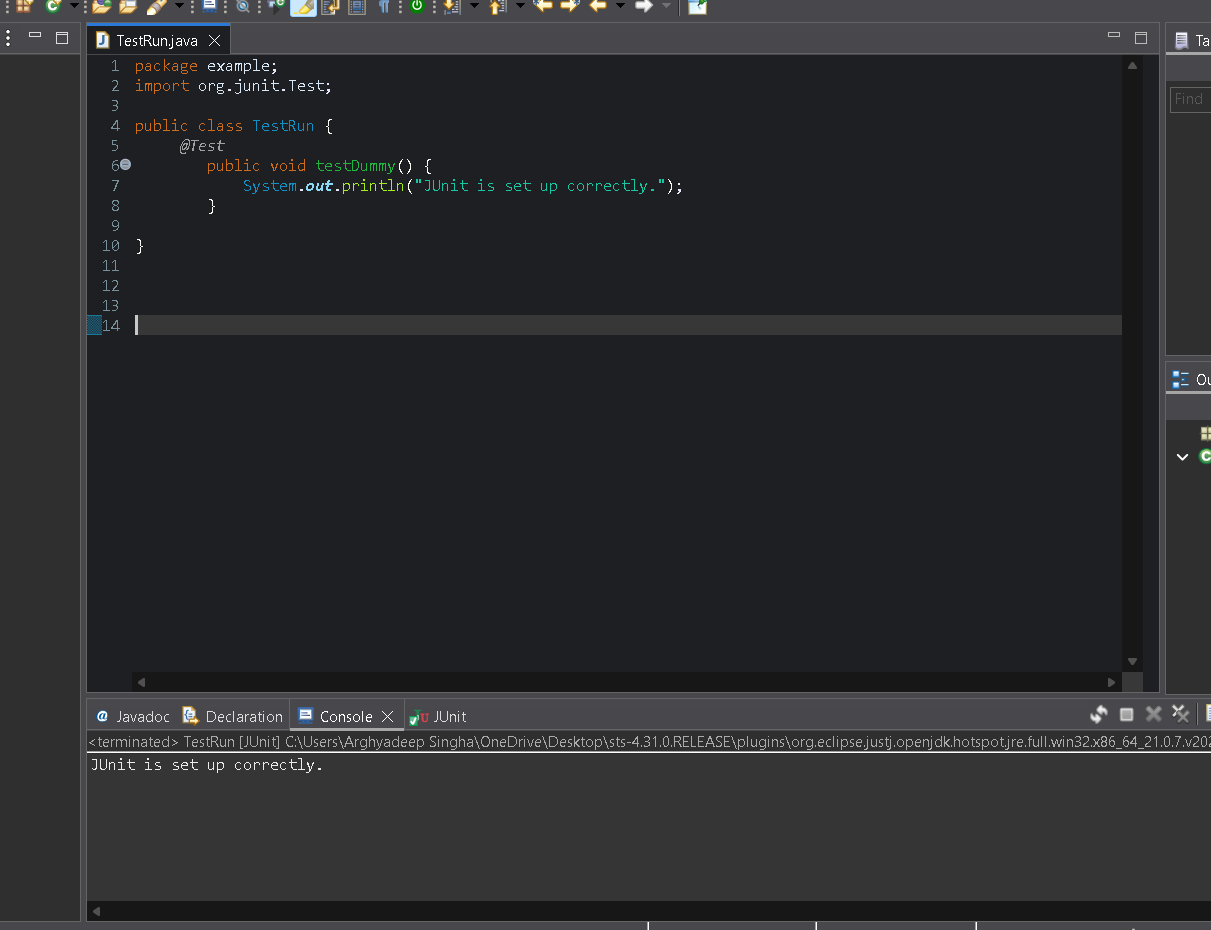 TestRun.java
Ta
1 package example;
2 import org.junit.Test;
3
4 public class TestRun {
5 @Test
6 public void testDummy() {
7 System.out.println("JUnit is set up correctly.");
8 }
9
10 }
11
12
13
14
Find
Ou
Javadoc Declaration Console JUnit
<terminated> TestRun [JUnit] C:\Users\Arghyadeep Singha\OneDrive\Desktop\sts-4.31.0.RELEASE\plugins\org.eclipse.justj.openjdk.hotspot.jre.full.win32.x86_64_21.0.7.v202
JUnit is set up correctly.